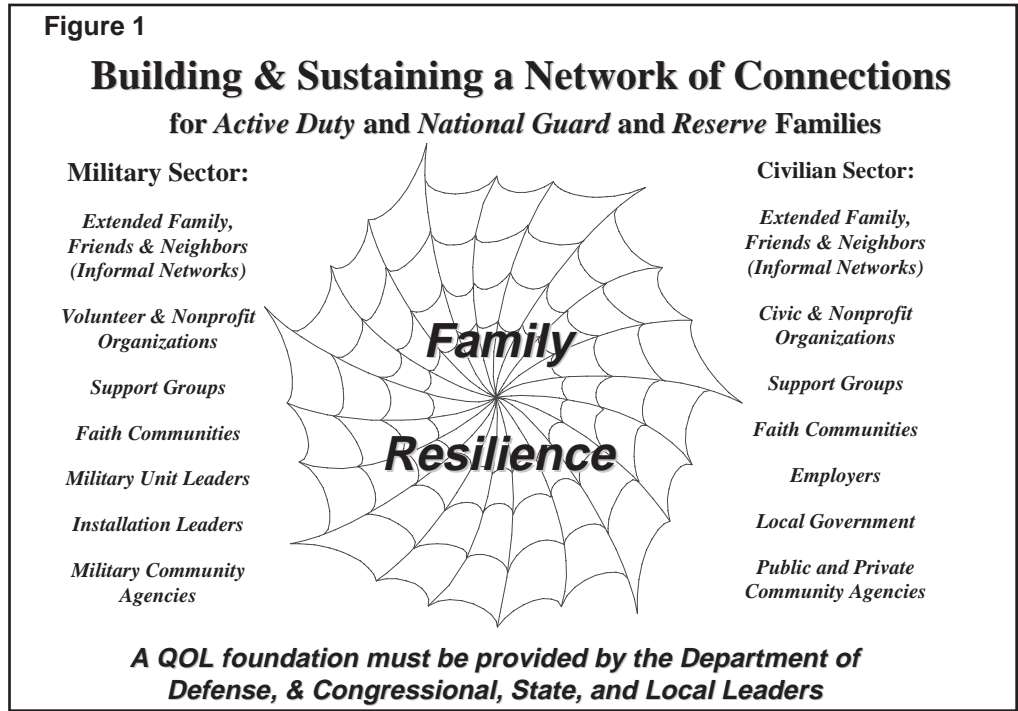 Figure 1
Building & Sustaining a Network of Connections
for Active Duty and National Guard and Reserve Families
Military Sector:
Extended Family,
Friends & Neighbors
(Informal Networks)
Volunteer & Nonprofit
Organizations
Support Groups
Faith Communities
Military Unit Leaders
Installation Leaders
Military Community
Agencies
Family
Resilience
Civilian Sector:
Extended Family,
Friends & Neighbors
(Informal Networks)
Civic & Nonprofit
Organizations
Support Groups
Faith Communities
Employers
Local Government
Public and Private
Community Agencies
A QOL foundation must be provided by the Department of
Defense, & Congressional, State, and Local Leaders